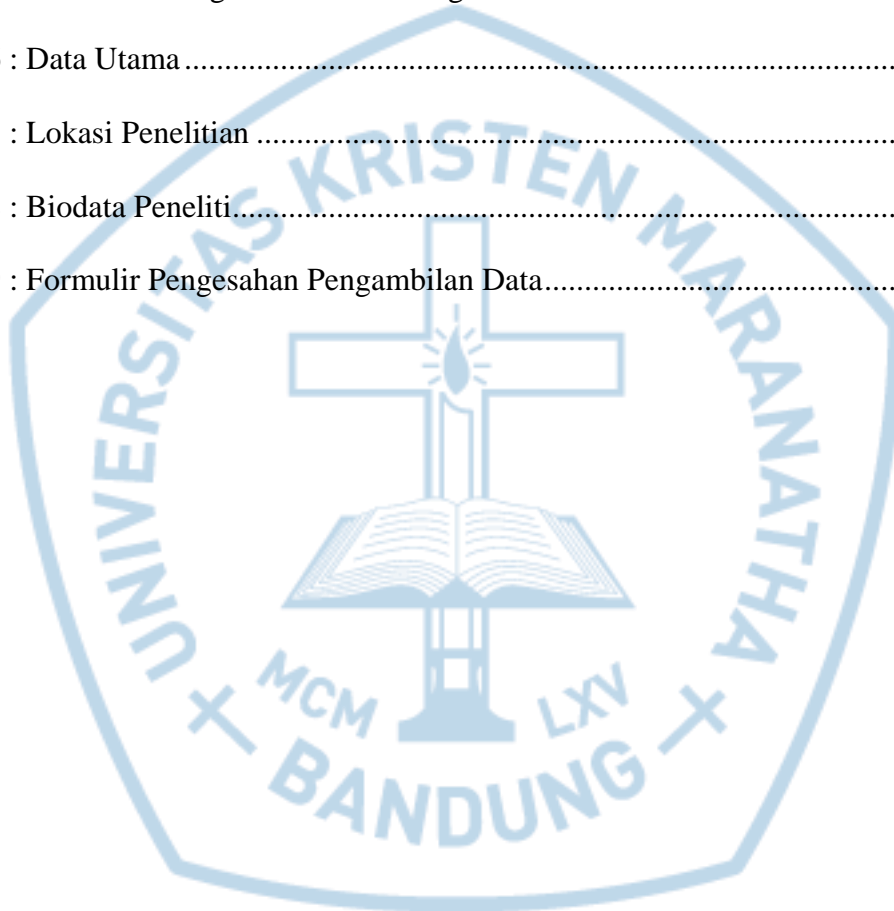 : Data Utama ....................................................................................
: Lokasi Penelitian ...........................................................................
: Biodata Peneliti..............................................................................
: Formulir Pengesahan Pengambilan Data........................................
UNIVERSITAS KRISTEN MARANATHA
MCM LXV
BANDUNG